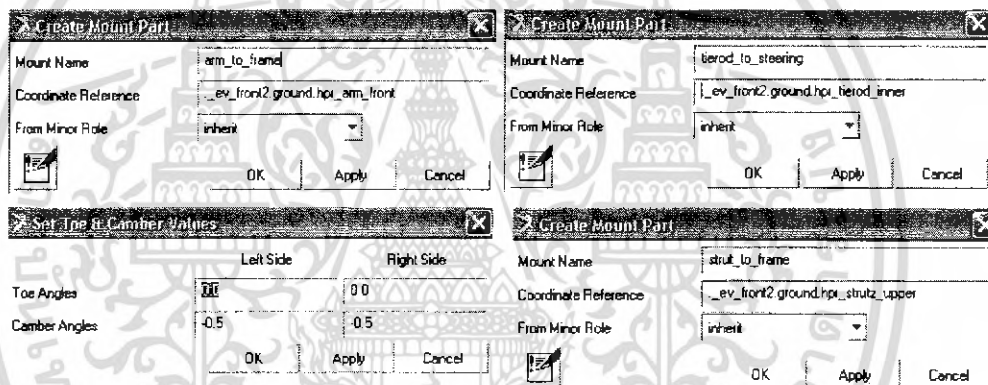 Create Mount Part
Mount Name arm_to_frame
Coordinate Reference ._ev_front2.ground.hpr_arm_front
From Minor Role inherit
OK Apply Cancel
Create Mount Part
Mount Name tierod_to_steering
Coordinate Reference ._ev_front2.ground.hpr_tierod_inner
From Minor Role inherit
OK Apply Cancel
Set Toe & Camber Values
Left Side Right Side
Toe Angles 0.0 0.0
Camber Angles -0.5 -0.5
OK Apply Cancel
Create Mount Part
Mount Name strut_to_frame
Coordinate Reference ._ev_front2.ground.hpr_strutz_upper
From Minor Role inherit
OK Apply Cancel